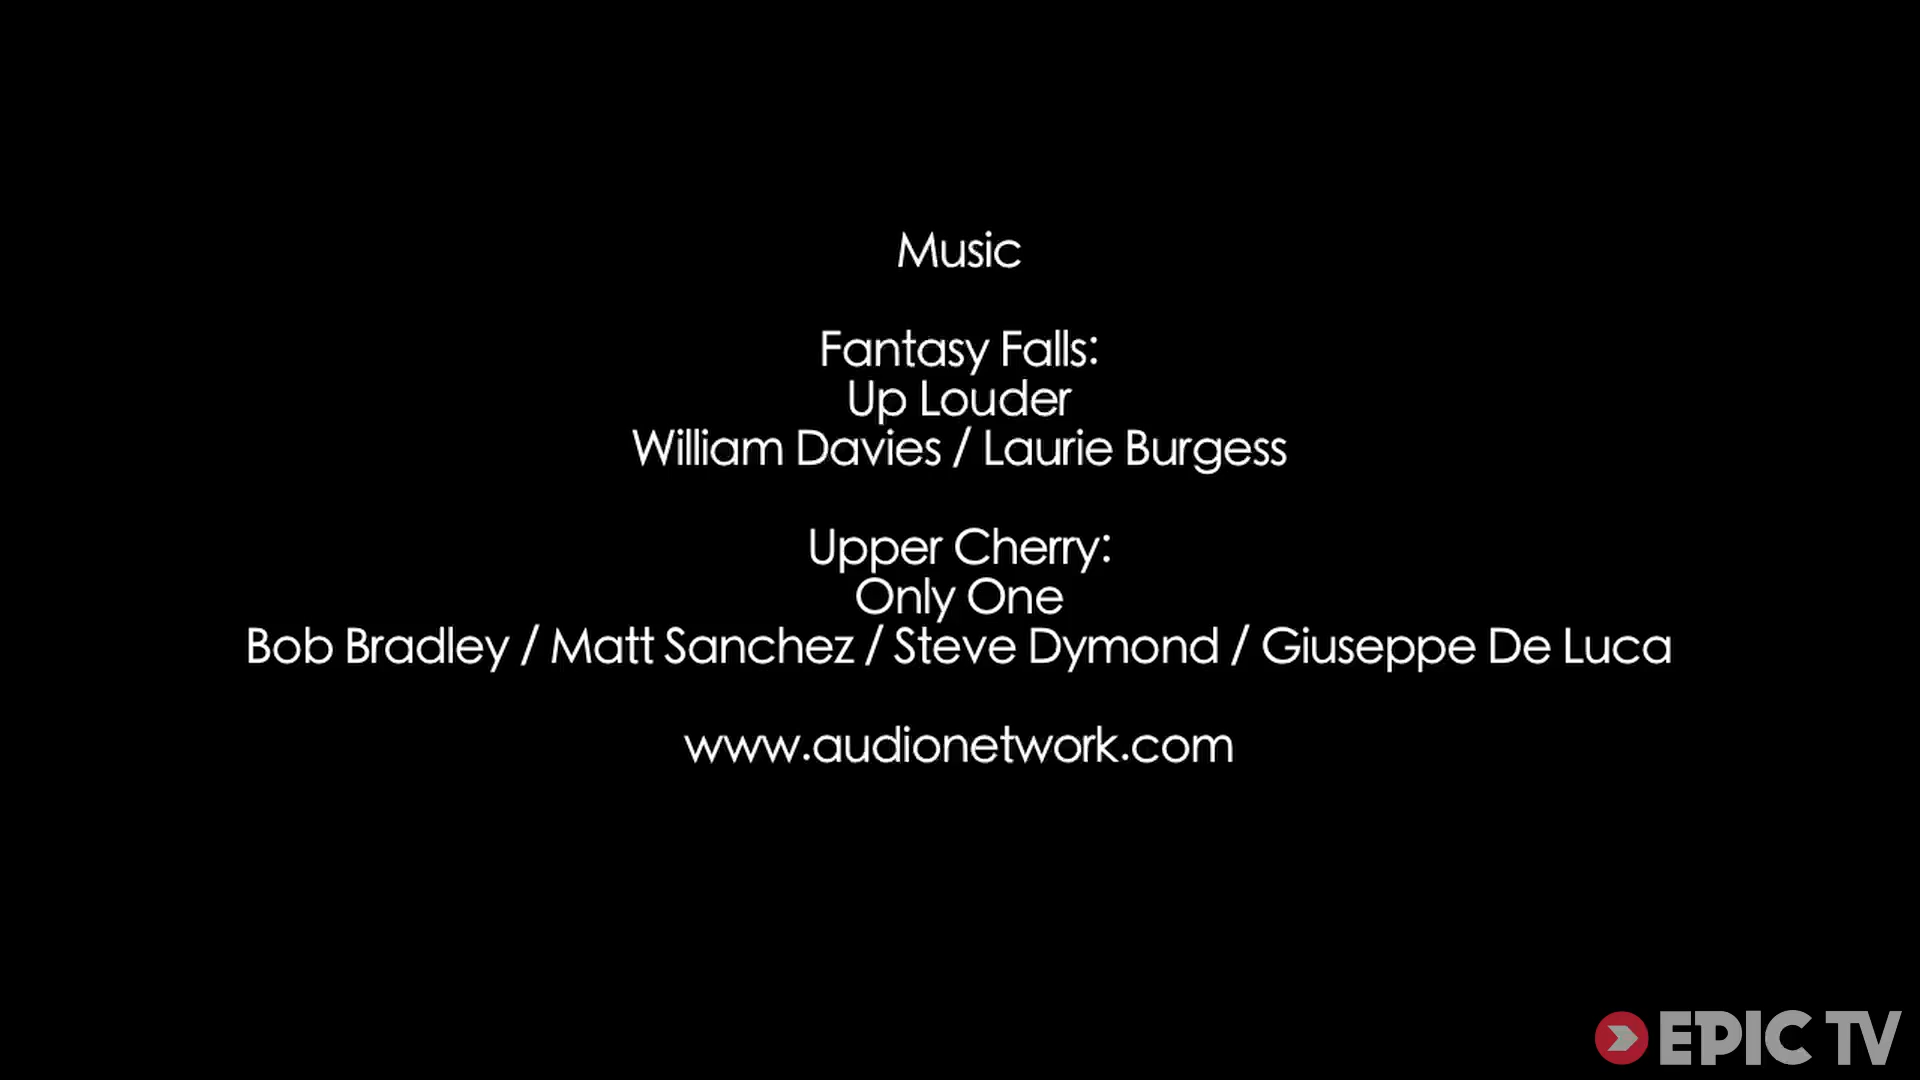 Music
Fantasy Falls:
Up Louder
William Davies / Laurie Burgess
Upper Cherry:
Only One
Bob Bradley / Matt Sanchez / Steve Dymond / Giuseppe De Luca
www.audionetwork.com
EPIC TV